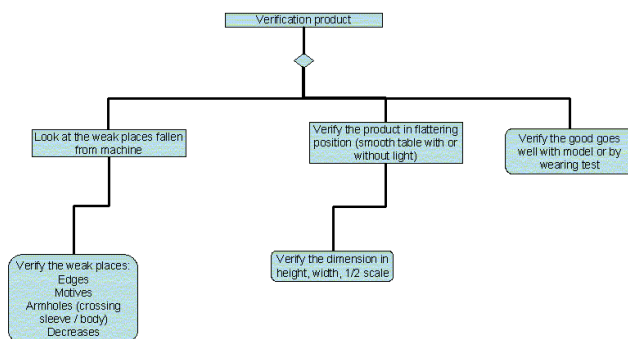 Verification product
Look at the weak places fallen
from machine
Verify the product in flattering
position (smooth table with or
without light)
Verify the good goes
well with model or by
wearing test
Verify the weak places:
Edges
Motives
Armholes (crossing
sleeve / body)
Decreases
Verify the dimension in
height, width, 1/2 scale